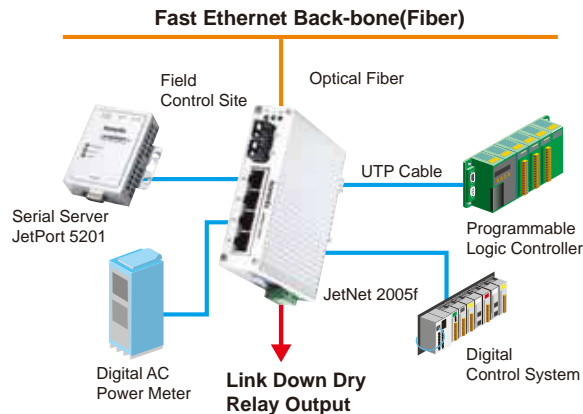 Fast Ethernet Back-bone(Fiber)
Field
Control Site
Optical Fiber
UTP Cable
Serial Server
JetPort 5201
Programmable
Logic Controller
JetNet 2005f
Digital AC
Power Meter
Link Down Dry
Relay Output
Digital
Control System